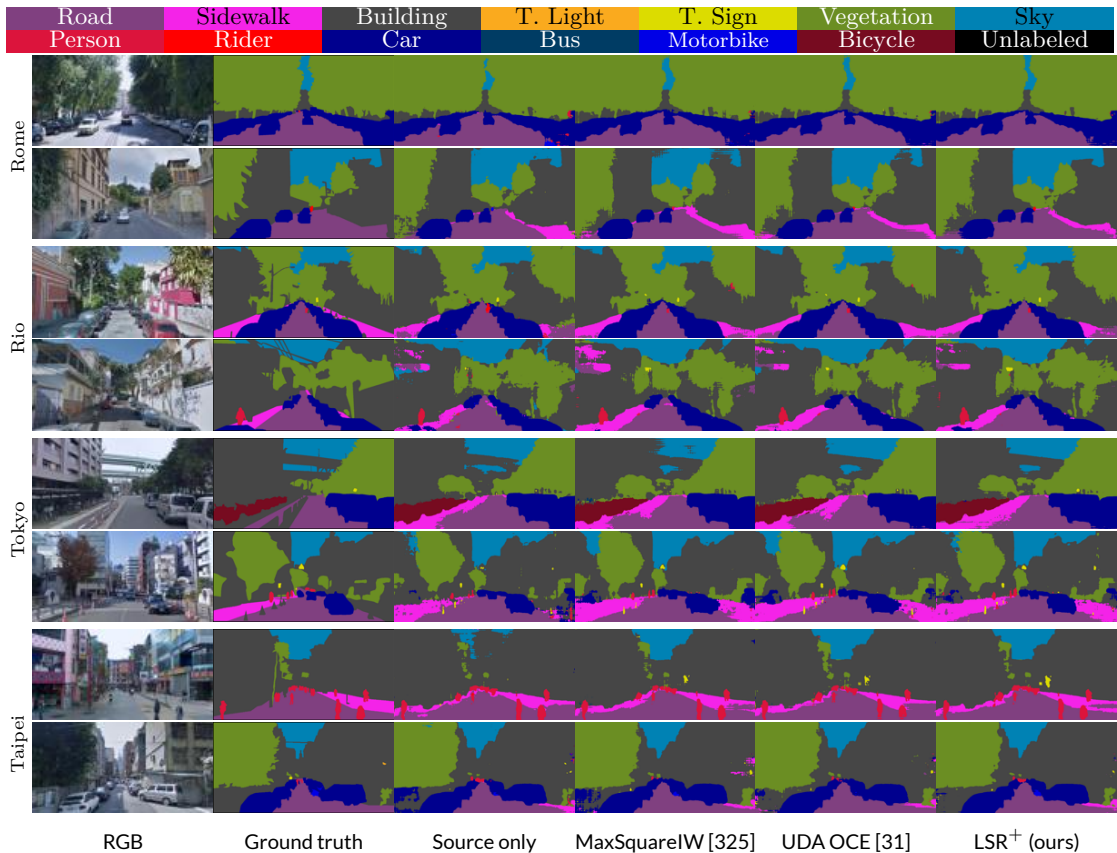 Road Sidewalk Building T. Light T. Sign Vegetation Sky
Person Rider Car Bus Motorbike Bicycle Unlabeled
Rome
Rio
Tokyo
Taipei
RGB Ground truth Source only MaxSquareIW [325] UDA OCE [31] LSR⁺ (ours)